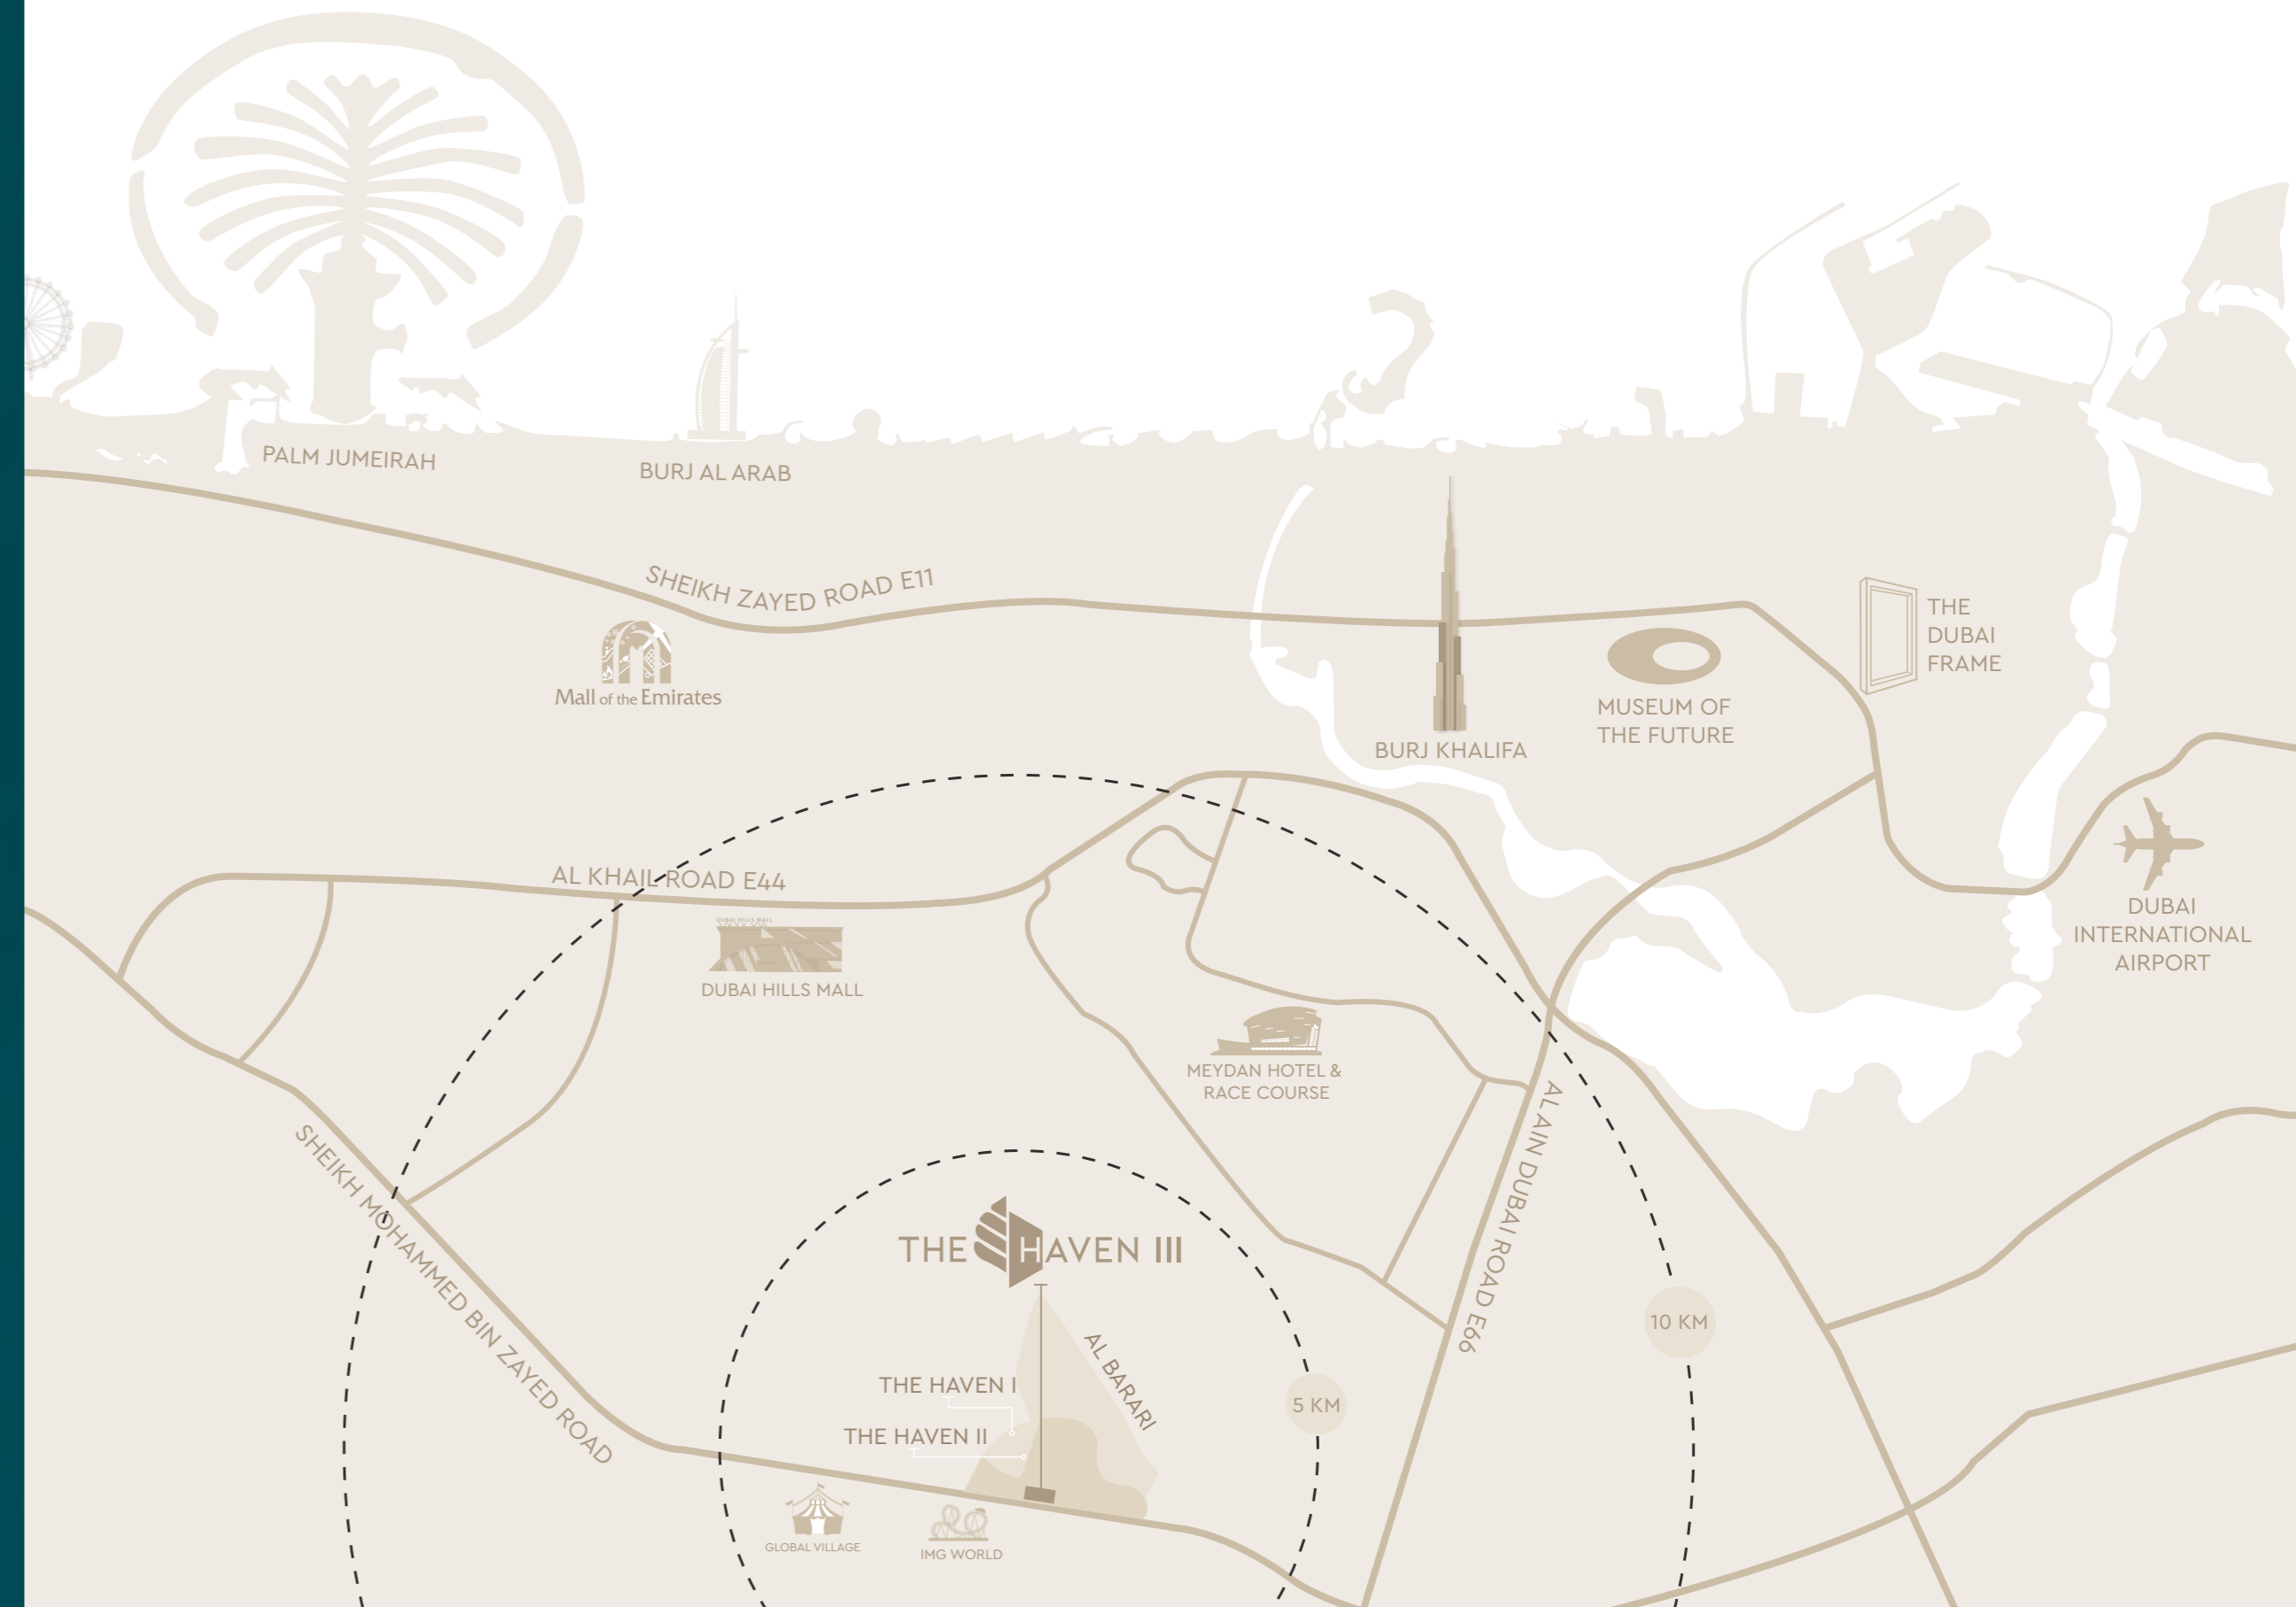 PALM JUMEIRAH
BURJ AL ARAB
SHEIKH ZAYED ROAD E11
Mall of the Emirates
THE
DUBAI
FRAME
MUSEUM OF
THE FUTURE
BURJ KHALIFA
AL KHAIL ROAD E44
DUBAI HILLS MALL
DUBAI HILLS MALL
DUBAI
INTERNATIONAL
AIRPORT
MEYDAN HOTEL &
RACE COURSE
AL AIN DUBAI ROAD E66
SHEIKH MOHAMMED BIN ZAYED ROAD
THE HAVEN III
10 KM
AL BARARI
THE HAVEN I
5 KM
THE HAVEN II
GLOBAL VILLAGE
IMG WORLD